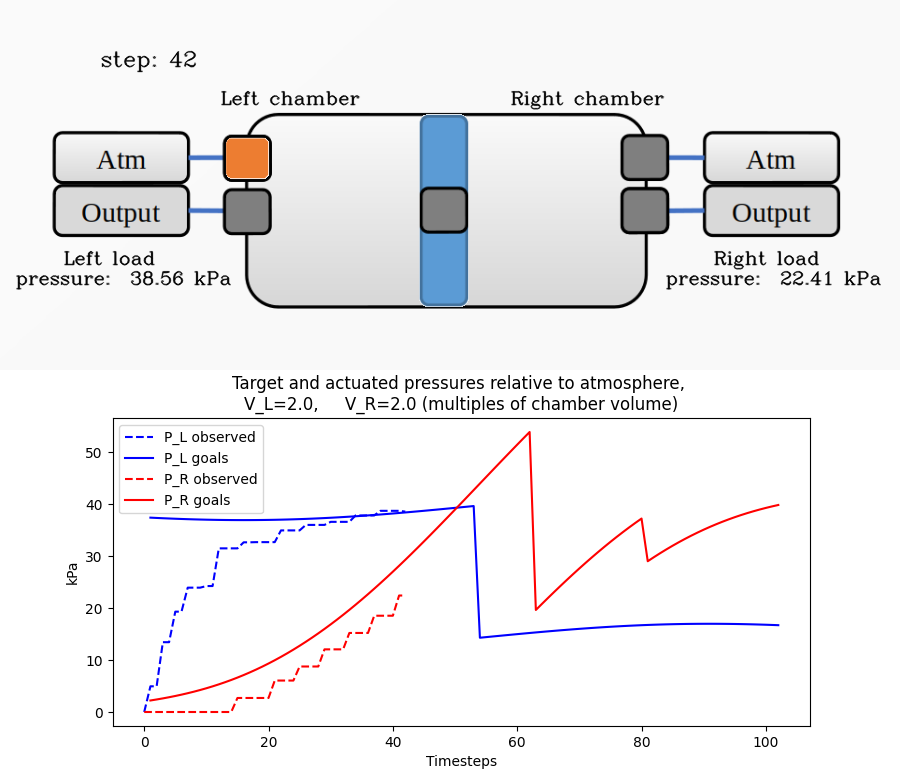 step: 42
Left chamber
Right chamber
Atm
Atm
Output
Output
Left load
pressure: 38.56 kPa
Right load
pressure: 22.41 kPa
Target and actuated pressures relative to atmosphere,
V_L=2.0, V_R=2.0 (multiples of chamber volume)
P_L observed
P_L goals
P_R observed
P_R goals
50
40
30
20
10
0
kPa
0 20 40 60 80 100
Timesteps